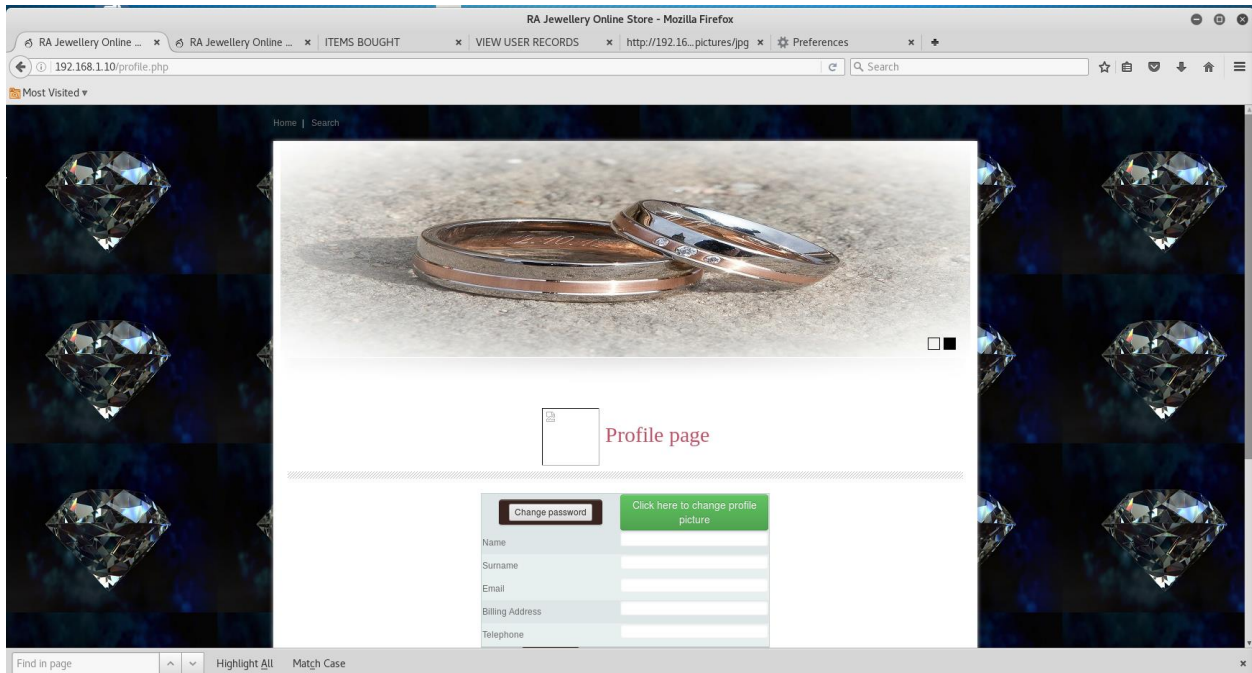 RA Jewellery Online Store - Mozilla Firefox
RA Jewellery Online ... RA Jewellery Online ... ITEMS BOUGHT VIEW USER RECORDS http://192.16...pictures/jpg Preferences
192.168.1.10/profile.php Search
Most Visited
Home | Search
Profile page
Change password Click here to change profile
picture
Name
Surname
Email
Billing Address
Telephone
Find in page Highlight All Match Case